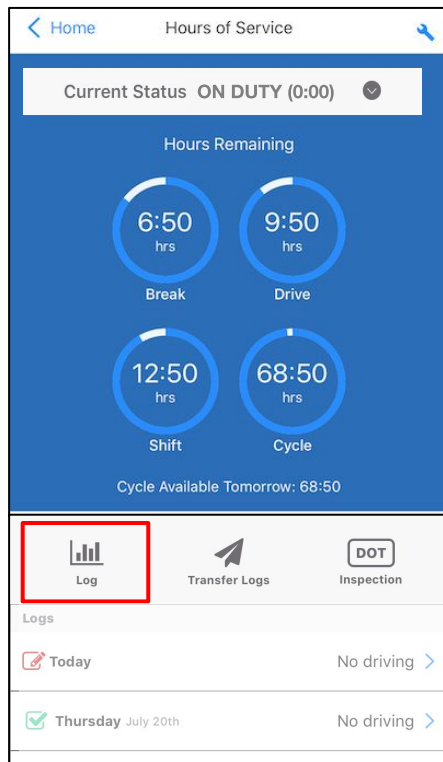 Home Hours of Service
Current Status ON DUTY (0:00)
Hours Remaining
6:50 9:50
hrs hrs
Break Drive
12:50 68:50
hrs hrs
Shift Cycle
Cycle Available Tomorrow: 68:50
DOT
Log Transfer Logs Inspection
Logs
Today No driving
Thursday July 20th No driving